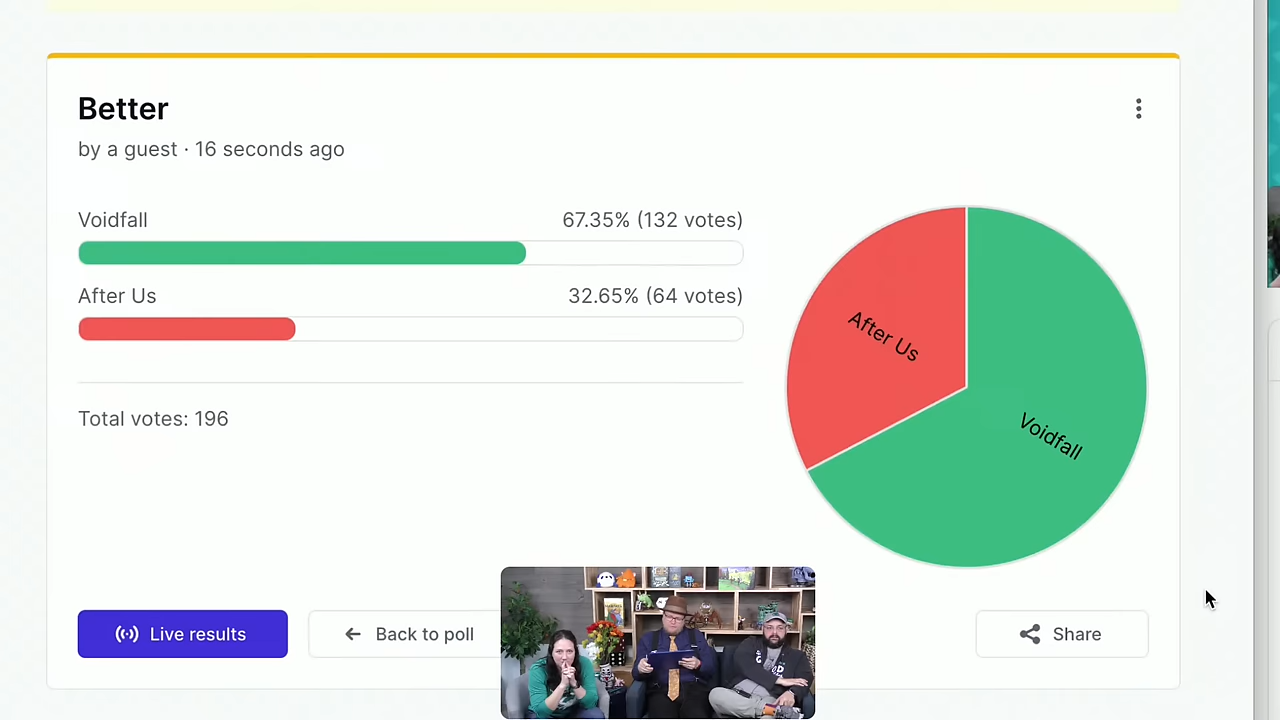 Better
by a guest · 16 seconds ago
Voidfall 67.35% (132 votes)
After Us 32.65% (64 votes)
Total votes: 196
After Us
Voidfall
Live results
Back to poll
Share